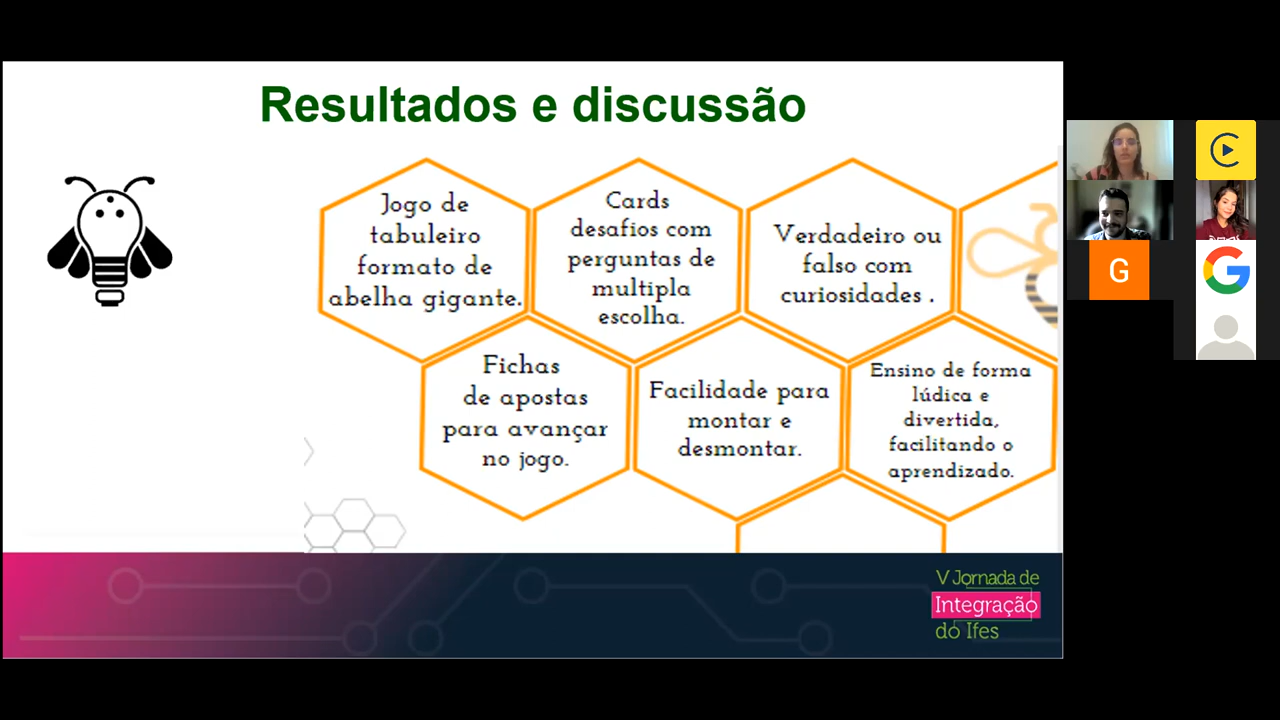 Resultados e discussão
Jogo de
tabuleiro
formato de
abelha gigante.
Cards
desafios com
perguntas de
multipla
escolha.
Verdadeiro ou
falso com
curiosidades .
Fichas
de apostas
para avançar
no jogo.
Facilidade para
montar e
desmontar.
Ensino de forma
lúdica e
divertida,
facilitando o
aprendizado.
V Jornada de
Integração
do Ifes
G